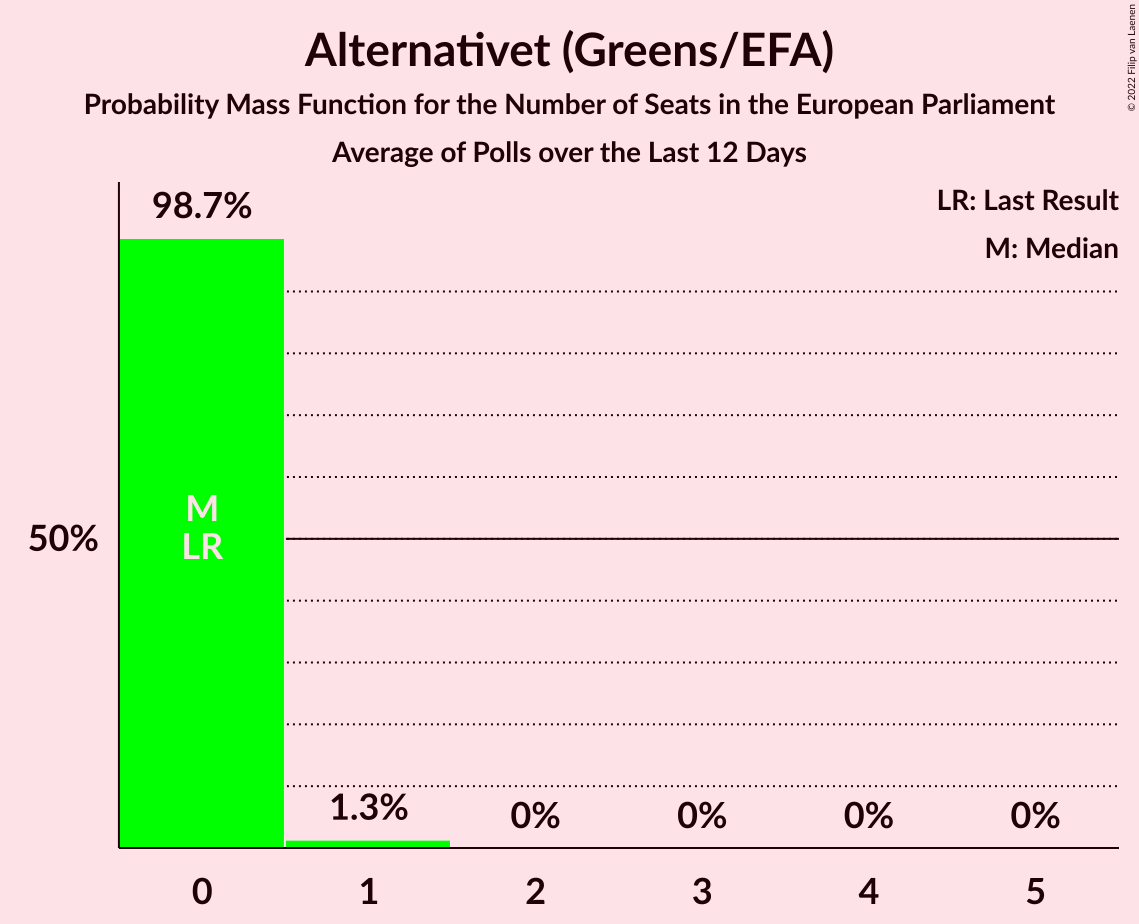 Alternativet (Greens/EFA)
Probability Mass Function for the Number of Seats in the European Parliament
Average of Polls over the Last 12 Days
© 2022 Filip van Laenen
LR: Last Result
M: Median
98.7%
M
LR
50%
1.3%
0%
0%
0%
0%
0
1
2
3
4
5